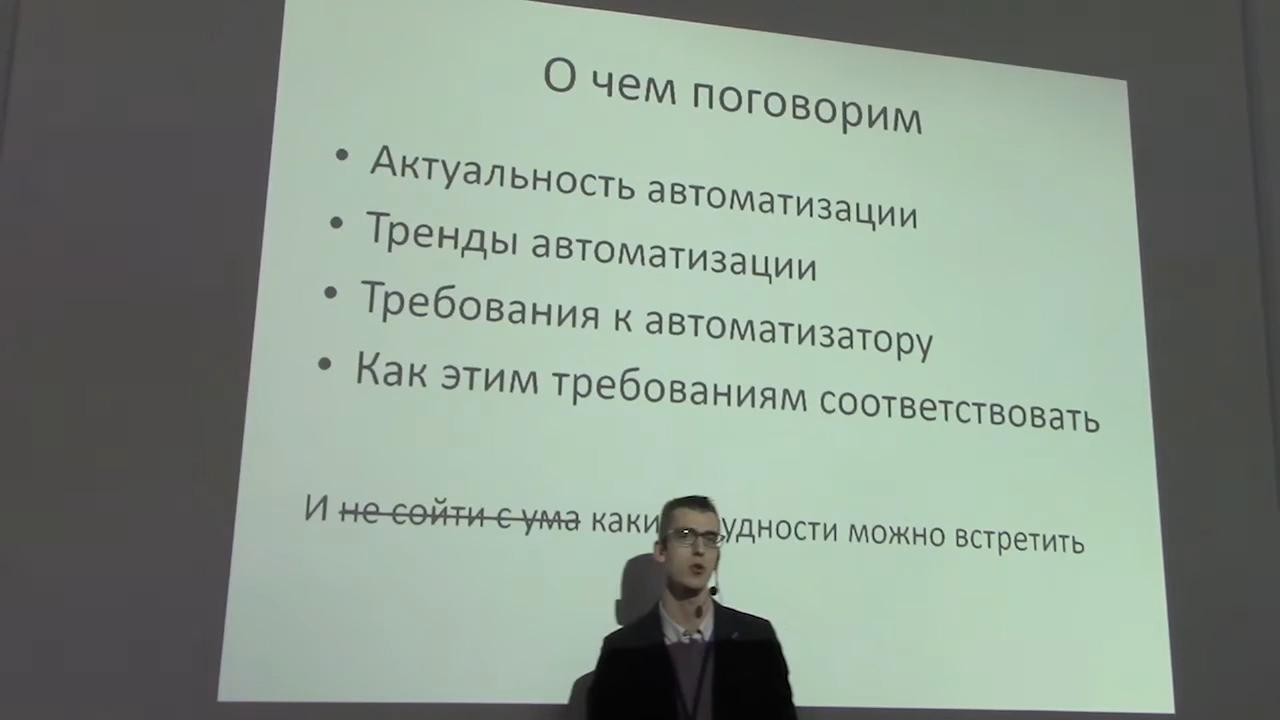 О чем поговорим
• Актуальность автоматизации
• Тренды автоматизации
• Требования к автоматизатору
• Как этим требованиям соответствовать
И не сойти с ума можно встретить